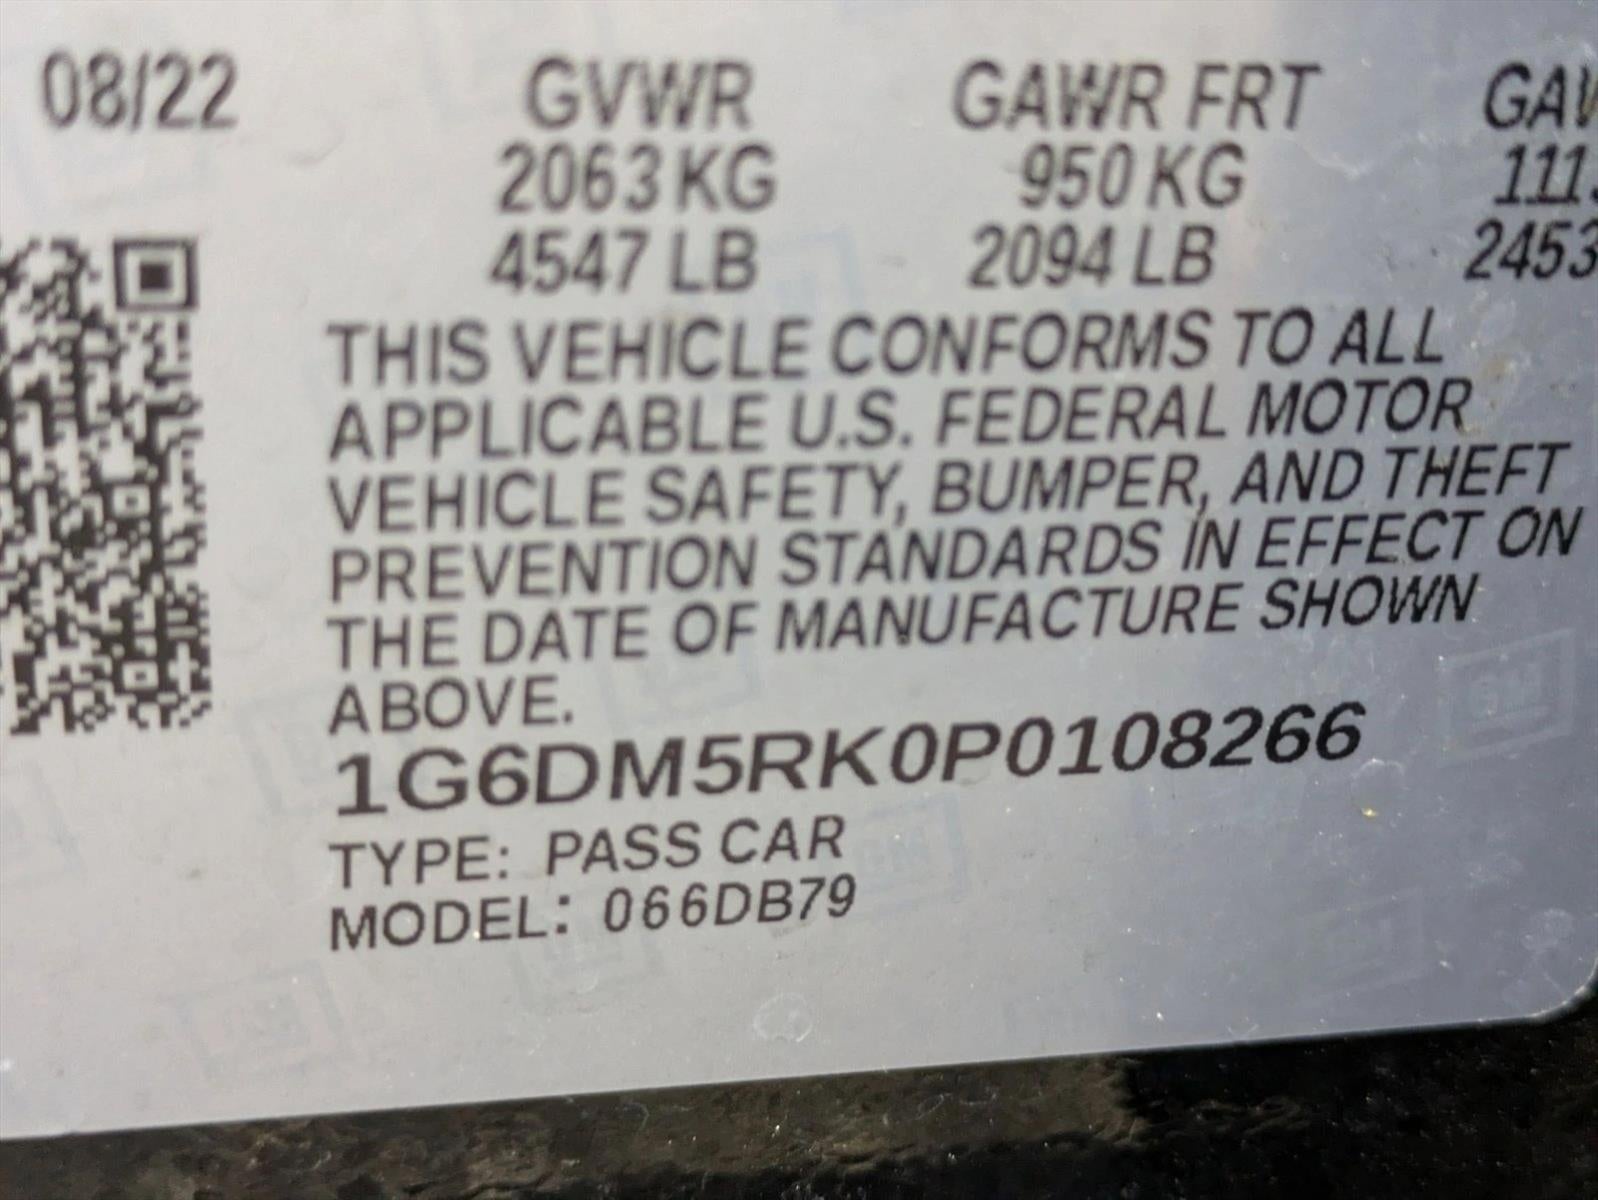 08/22 GVWR GAWR FRT
2063 KG 950 KG
4547 LB 2094 LB 2453
THIS VEHICLE CONFORMS TO ALL
APPLICABLE U.S. FEDERAL MOTOR
VEHICLE SAFETY, BUMPER, AND THEFT
PREVENTION STANDARDS IN EFFECT ON
THE DATE OF MANUFACTURE SHOWN
ABOVE.
1G6DM5RK0P0108266
TYPE: PASS CAR
MODEL: 066DB79